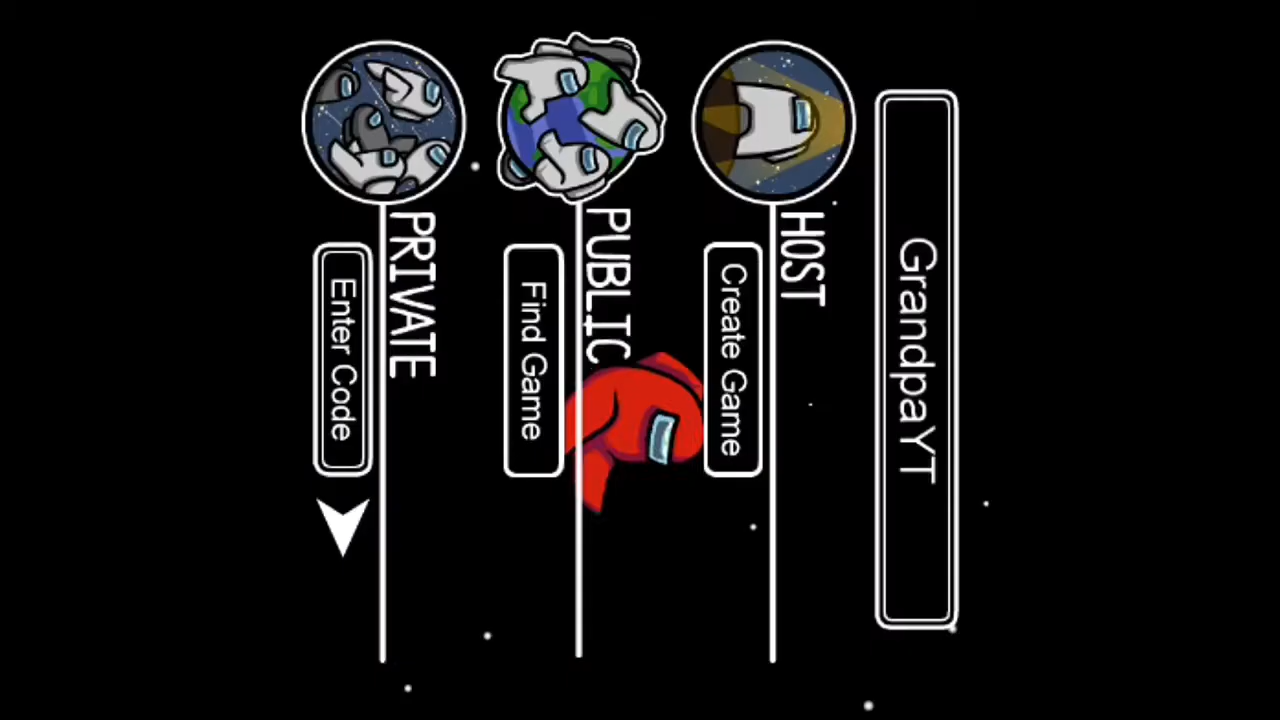 GrandpaYT
HOST
Create Game
PUBLIC
Find Game
PRIVATE
Enter Code